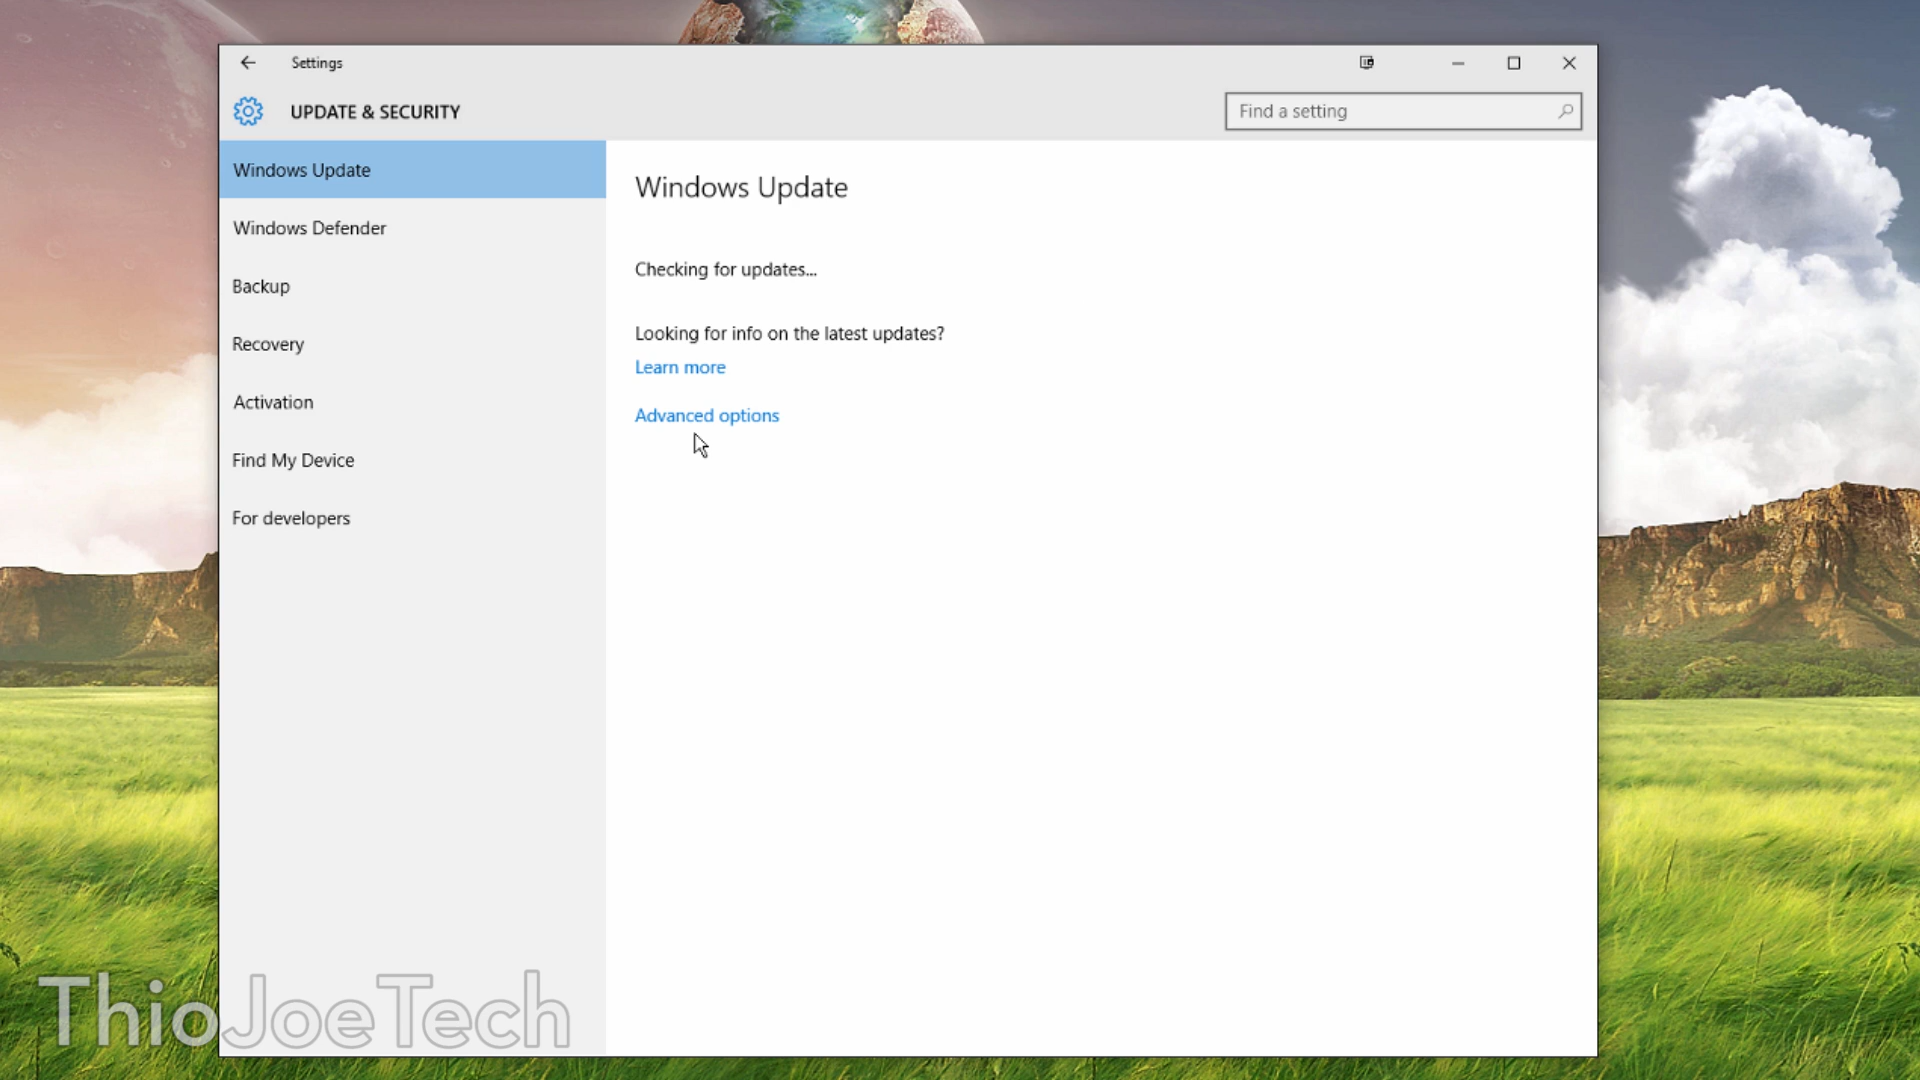 Settings
UPDATE & SECURITY
Find a setting
Windows Update
Windows Defender
Backup
Recovery
Activation
Find My Device
For developers
Windows Update
Checking for updates...
Looking for info on the latest updates?
Learn more
Advanced options
ThioJoeTech